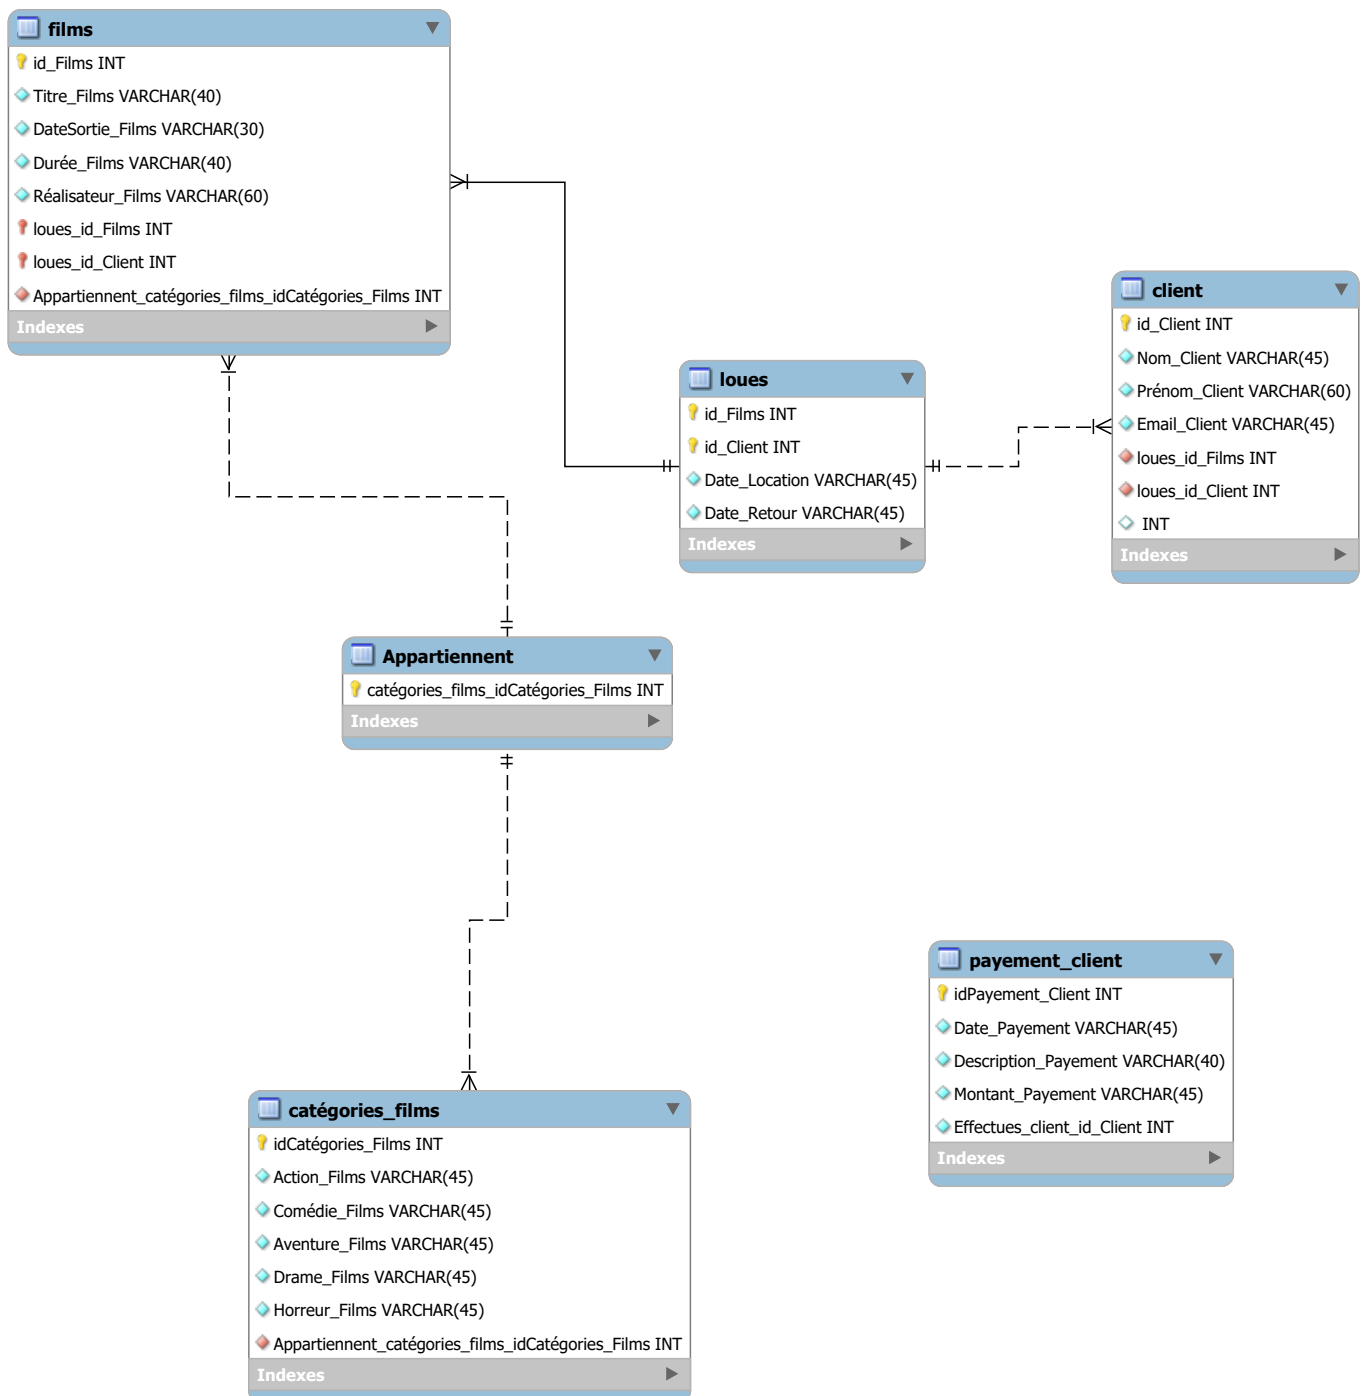 films
id_Films INT
Titre_Films VARCHAR(40)
DateSortie_Films VARCHAR(30)
Durée_Films VARCHAR(40)
Réalisateur_Films VARCHAR(60)
loues_id_Films INT
loues_id_Client INT
Appartiennent_catégories_films_idCatégories_Films INT
Indexes
client
id_Client INT
Nom_Client VARCHAR(45)
Prénom_Client VARCHAR(60)
Email_Client VARCHAR(45)
loues_id_Films INT
loues_id_Client INT
INT
Indexes
loues
id_Films INT
id_Client INT
Date_Location VARCHAR(45)
Date_Retour VARCHAR(45)
Indexes
Appartiennent
catégories_films_idCatégories_Films INT
Indexes
payement_client
idPayement_Client INT
Date_Payement VARCHAR(45)
Description_Payement VARCHAR(40)
Montant_Payement VARCHAR(45)
Effectues_client_id_Client INT
Indexes
catégories_films
idCatégories_Films INT
Action_Films VARCHAR(45)
Comédie_Films VARCHAR(45)
Aventure_Films VARCHAR(45)
Drame_Films VARCHAR(45)
Horreur_Films VARCHAR(45)
Appartiennent_catégories_films_idCatégories_Films INT
Indexes